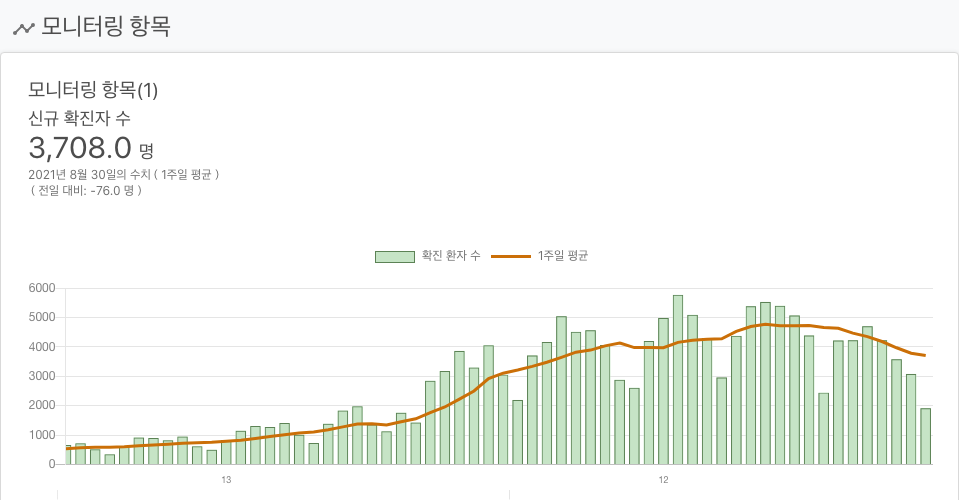 모니터링 항목
모니터링 항목(1)
신규 확진자 수
3,708.0 명
2021년 8월 30일의 수치 ( 1주일 평균 )
( 전일 대비: -76.0 명 )
확진 환자 수 1주일 평균
6000
5000
4000
3000
2000
1000
0
13 12